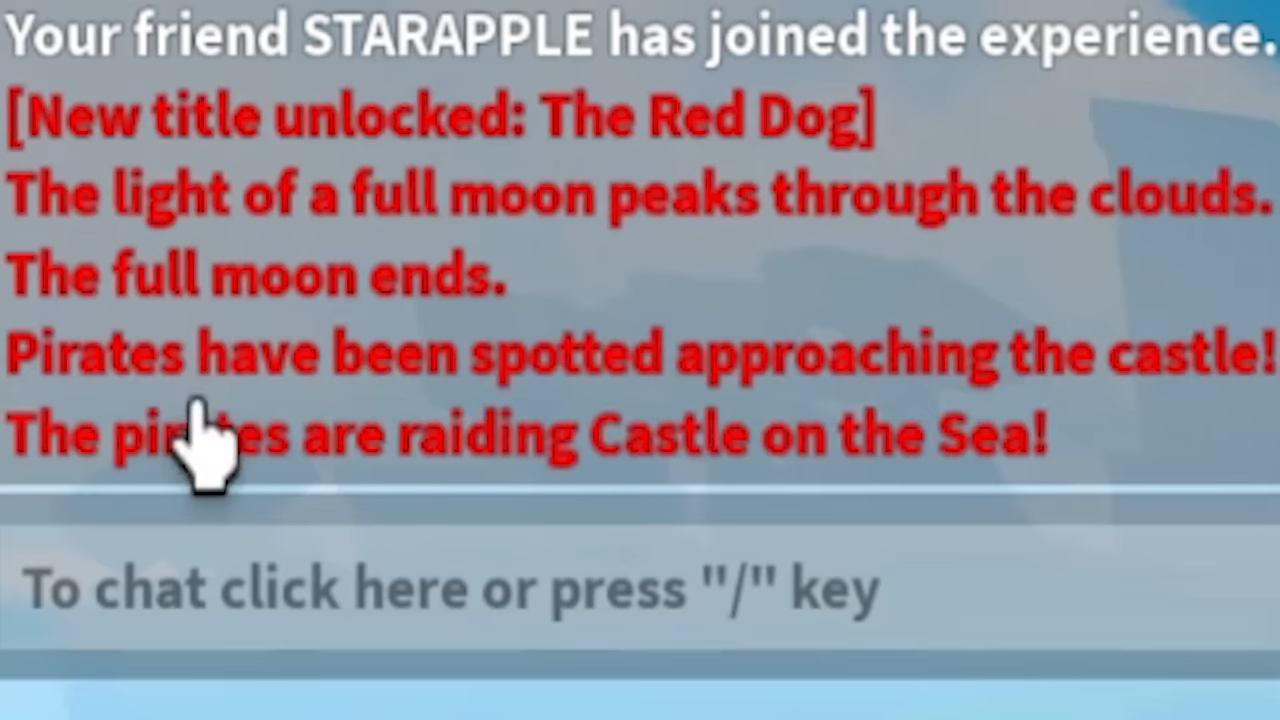 Your friend STARAPPLE has joined the experience.
[New title unlocked: The Red Dog]
The light of a full moon peaks through the clouds.
The full moon ends.
Pirates have been spotted approaching the castle!
The pirates are raiding Castle on the Sea!
To chat click here or press "/" key